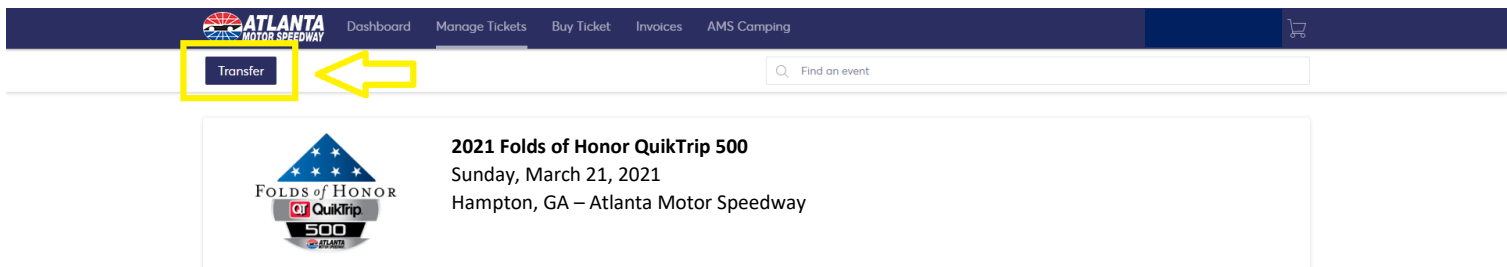 ATLANTA
MOTOR SPEEDWAY
Dashboard Manage Tickets Buy Ticket Invoices AMS Camping
Transfer
Find an event
2021 Folds of Honor QuikTrip 500
Sunday, March 21, 2021
Hampton, GA – Atlanta Motor Speedway
FOLDS of HONOR
QT QuikTrip
500
ATLANTA